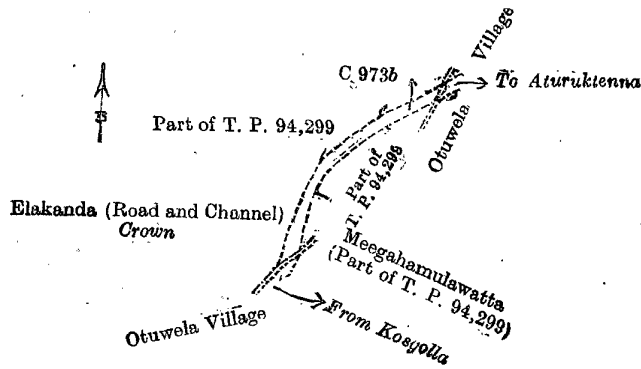 Village
C 973b
To Aturuktenna
Part of T. P. 94,299
Otuwela
Part of
T. P. 94,298
Elakanda (Road and Channel)
Crown
Meegahamulawatta
(Part of T. P. 94,299)
Otuwela Village
From Kosgolla